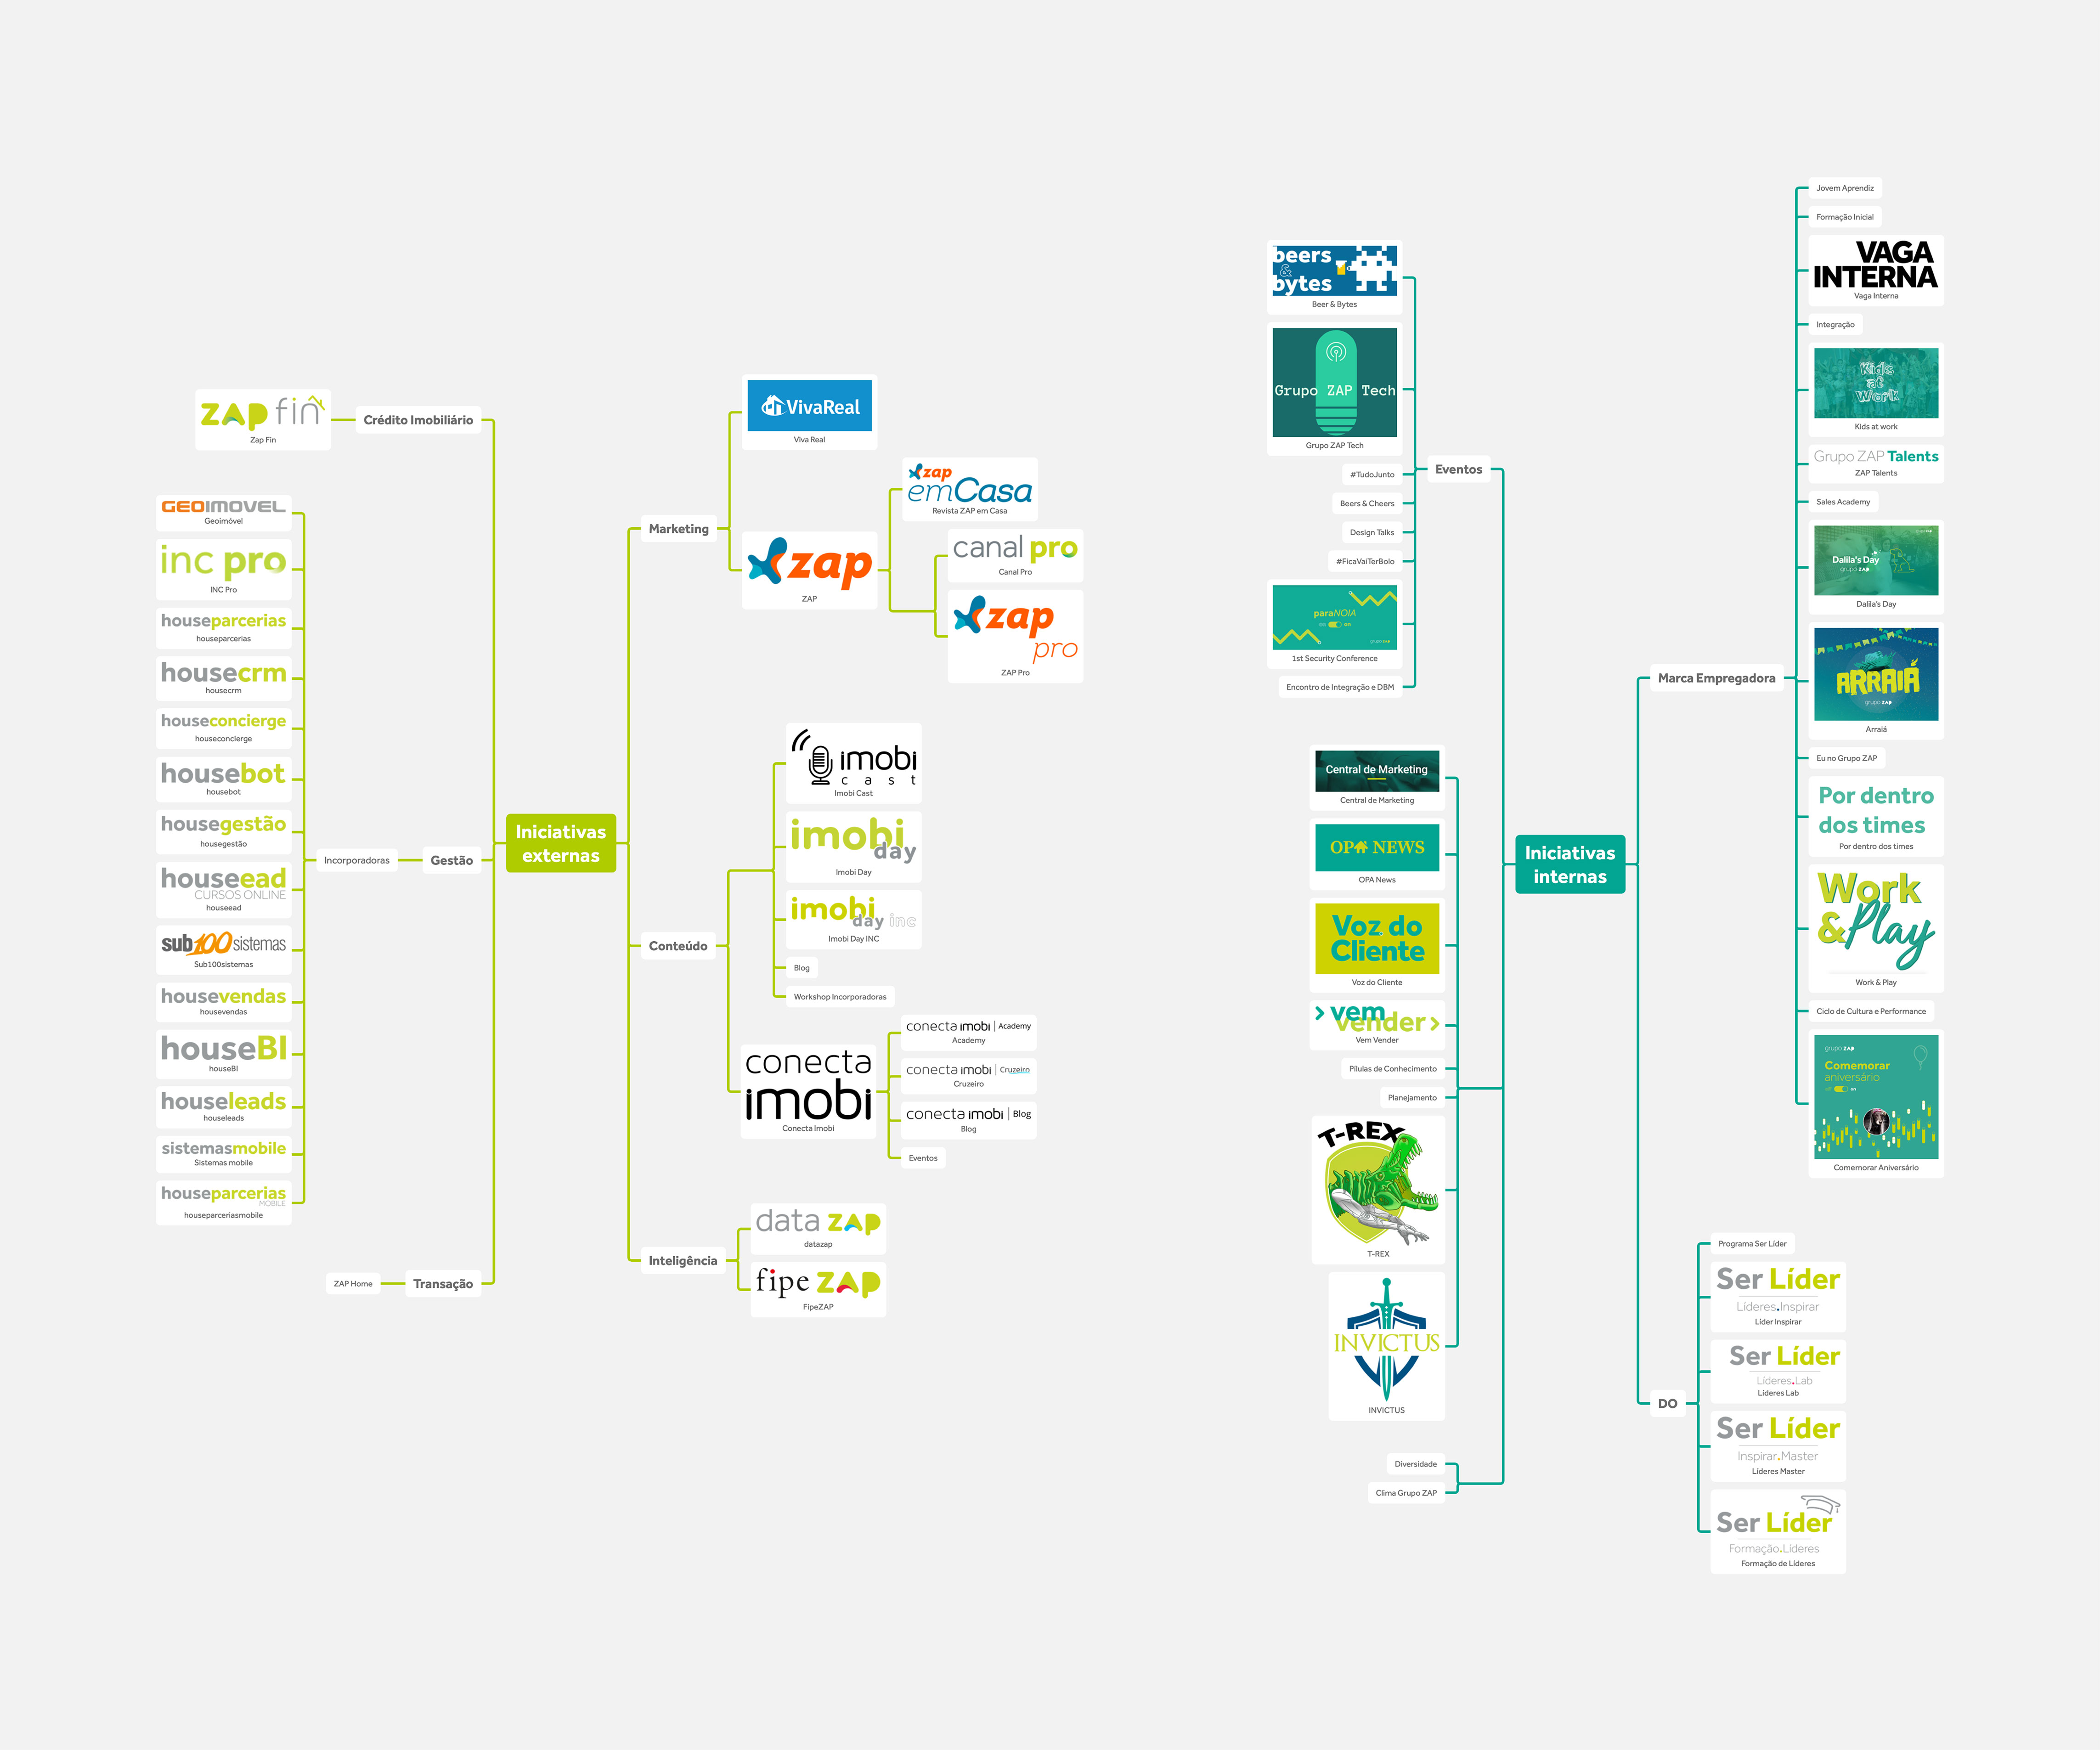 zap fin
Zap Fin
Crédito Imobiliário
GEOIMOVEL
Geoimóvel
inc pro
INC Pro
houseparcerias
houseparcerias
housecrm
housecrm
houseconcierge
houseconcierge
housebot
housebot
housegestão
housegestão
houseead
CURSOS ONLINE
houseead
sub100 sistemas
Sub100sistemas
housevendas
housevendas
houseBI
houseBI
houseleads
houseleads
sistemasmobile
Sistemas mobile
houseparcerias
MOBILE
houseparceriasmobile
Incorporadoras
Gestão
ZAP Home
Transação
Iniciativas
externas
Marketing
VivaReal
Viva Real
zap
ZAP
zap
emCasa
Revista ZAP em Casa
canal pro
Canal Pro
zap
pro
ZAP Pro
Conteúdo
imobi
cast
Imobi Cast
imobi
day
Imobi Day
imobi
day inc
Imobi Day INC
Blog
Workshop Incorporadoras
conecta
imobi
Conecta Imobi
conecta imobi | Academy
Academy
conecta imobi | Cruzeiro
Cruzeiro
conecta imobi | Blog
Blog
Eventos
Inteligência
data zap
datazap
fipe zap
FipeZAP
beers
&
bytes
Beer & Bytes
Grupo ZAP Tech
Grupo ZAP Tech
#TudoJunto
Beers & Cheers
Design Talks
#FicaVaiTerBolo
paraNOIA
grupo zap
1st Security Conference
Encontro de Integração e DBM
Eventos
Central de Marketing
Central de Marketing
OPA NEWS
OPA News
Voz do
Cliente
Voz do Cliente
> vem
vender >
Vem Vender
Pílulas de Conhecimento
Planejamento
T-REX
T-REX
INVICTUS
INVICTUS
Diversidade
Clima Grupo ZAP
Iniciativas
internas
Marca Empregadora
Jovem Aprendiz
Formação Inicial
VAGA
INTERNA
Vaga Interna
Integração
Kids
at
Work
Kids at work
Grupo ZAP Talents
ZAP Talents
Sales Academy
Dalila's Day
grupo zap
Dalila's Day
ARRAIÁ
grupo zap
Arraiá
Eu no Grupo ZAP
Por dentro
dos times
Por dentro dos times
Work
& Play
Work & Play
Ciclo de Cultura e Performance
grupo zap
Comemorar
aniversário
Comemorar Aniversário
DO
Programa Ser Líder
Ser Líder
Líderes.Inspirar
Líder Inspirar
Ser Líder
Líderes.Lab
Líderes Lab
Ser Líder
Inspirar.Master
Líderes Master
Ser Líder
Formação.Líderes
Formação de Líderes